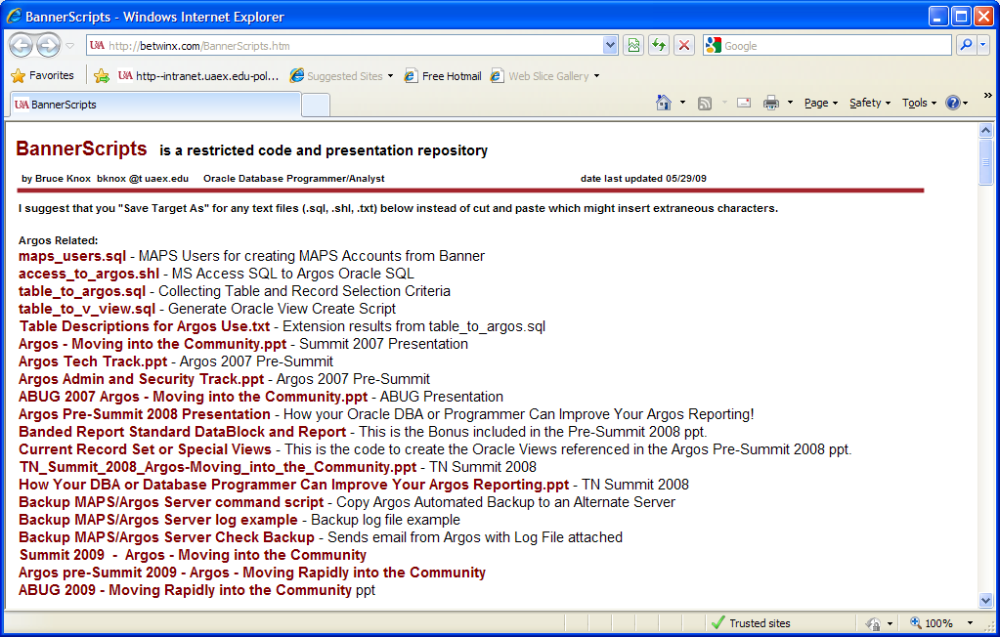 BannerScripts - Windows Internet Explorer
UA http://betwinx.com/BannerScripts.htm Google
Favorites UA http--intranet.uaex.edu-pol... Suggested Sites Free Hotmail Web Slice Gallery
UA BannerScripts Page Safety Tools »
BannerScripts is a restricted code and presentation repository
by Bruce Knox bknox @t uaex.edu Oracle Database Programmer/Analyst date last updated 05/29/09
I suggest that you "Save Target As" for any text files (.sql, .shl, .txt) below instead of cut and paste which might insert extraneous characters.
Argos Related:
maps_users.sql - MAPS Users for creating MAPS Accounts from Banner
access_to_argos.shl - MS Access SQL to Argos Oracle SQL
table_to_argos.sql - Collecting Table and Record Selection Criteria
table_to_v_view.sql - Generate Oracle View Create Script
Table Descriptions for Argos Use.txt - Extension results from table_to_argos.sql
Argos - Moving into the Community.ppt - Summit 2007 Presentation
Argos Tech Track.ppt - Argos 2007 Pre-Summit
Argos Admin and Security Track.ppt - Argos 2007 Pre-Summit
ABUG 2007 Argos - Moving into the Community.ppt - ABUG Presentation
Argos Pre-Summit 2008 Presentation - How your Oracle DBA or Programmer Can Improve Your Argos Reporting!
Banded Report Standard DataBlock and Report - This is the Bonus included in the Pre-Summit 2008 ppt.
Current Record Set or Special Views - This is the code to create the Oracle Views referenced in the Argos Pre-Summit 2008 ppt.
TN_Summit_2008_Argos-Moving_into_the_Community.ppt - TN Summit 2008
How Your DBA or Database Programmer Can Improve Your Argos Reporting.ppt - TN Summit 2008
Backup MAPS/Argos Server command script - Copy Argos Automated Backup to an Alternate Server
Backup MAPS/Argos Server log example - Backup log file example
Backup MAPS/Argos Server Check Backup - Sends email from Argos with Log File attached
Summit 2009 - Argos - Moving into the Community
Argos pre-Summit 2009 - Argos - Moving Rapidly into the Community
ABUG 2009 - Moving Rapidly into the Community ppt
Trusted sites 100%